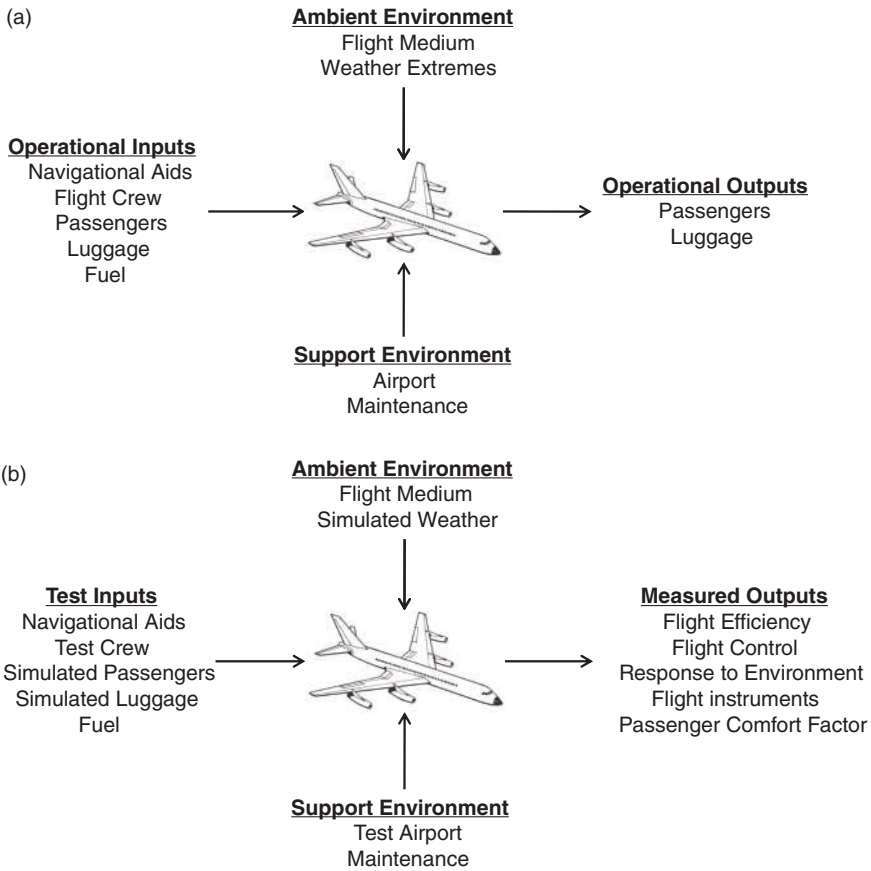 (a)
Ambient Environment
Flight Medium
Weather Extremes
Operational Inputs
Navigational Aids
Flight Crew
Passengers
Luggage
Fuel
Operational Outputs
Passengers
Luggage
Support Environment
Airport
Maintenance
(b)
Ambient Environment
Flight Medium
Simulated Weather
Test Inputs
Navigational Aids
Test Crew
Simulated Passengers
Simulated Luggage
Fuel
Measured Outputs
Flight Efficiency
Flight Control
Response to Environment
Flight instruments
Passenger Comfort Factor
Support Environment
Test Airport
Maintenance